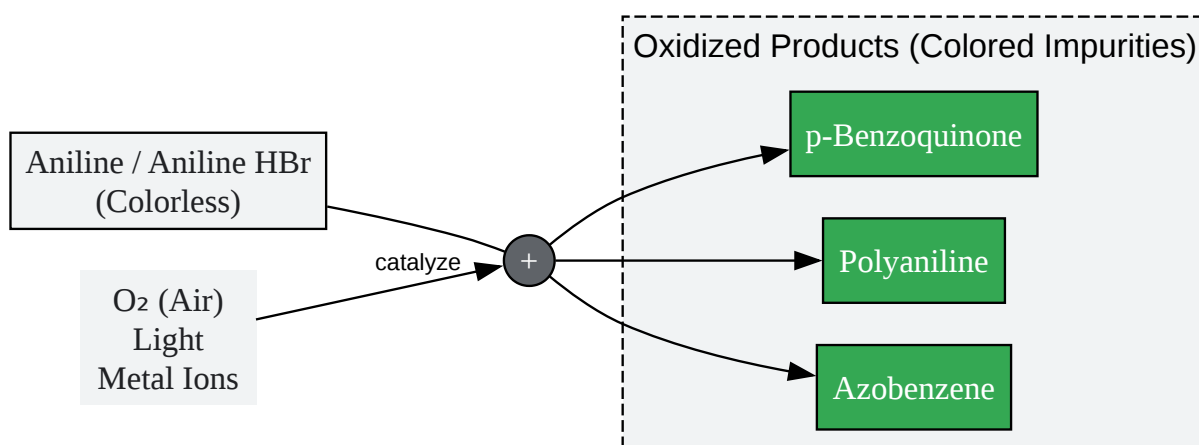 Oxidized Products (Colored Impurities)
p-Benzoquinone
Aniline / Aniline HBr
(Colorless)
catalyze
+
Polyaniline
O₂ (Air)
Light
Metal Ions
Azobenzene